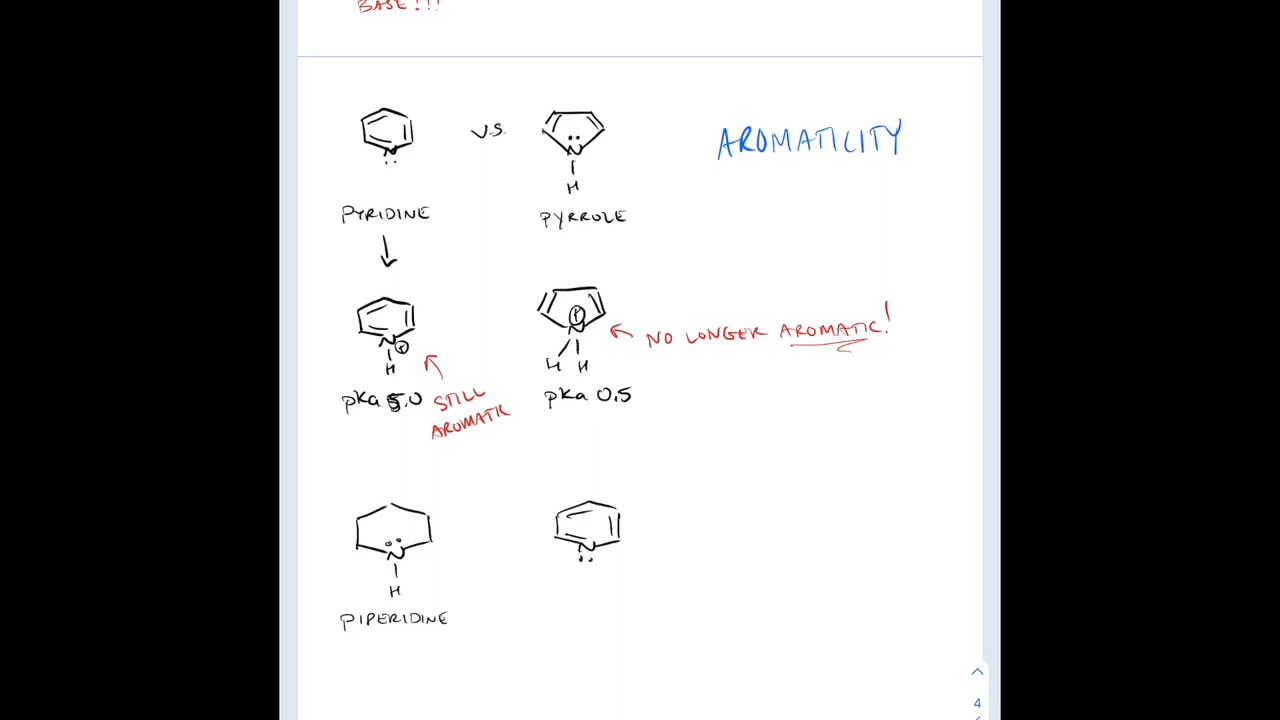 BASE!!!
V.S.
AROMATICITY
N
N
H
PYRIDINE
PYRROLE
N
H
N
H H
NO LONGER AROMATIC!
pka 5.0
STILL
AROMATIC
pka 0.5
N
H
N
PIPERIDINE
4